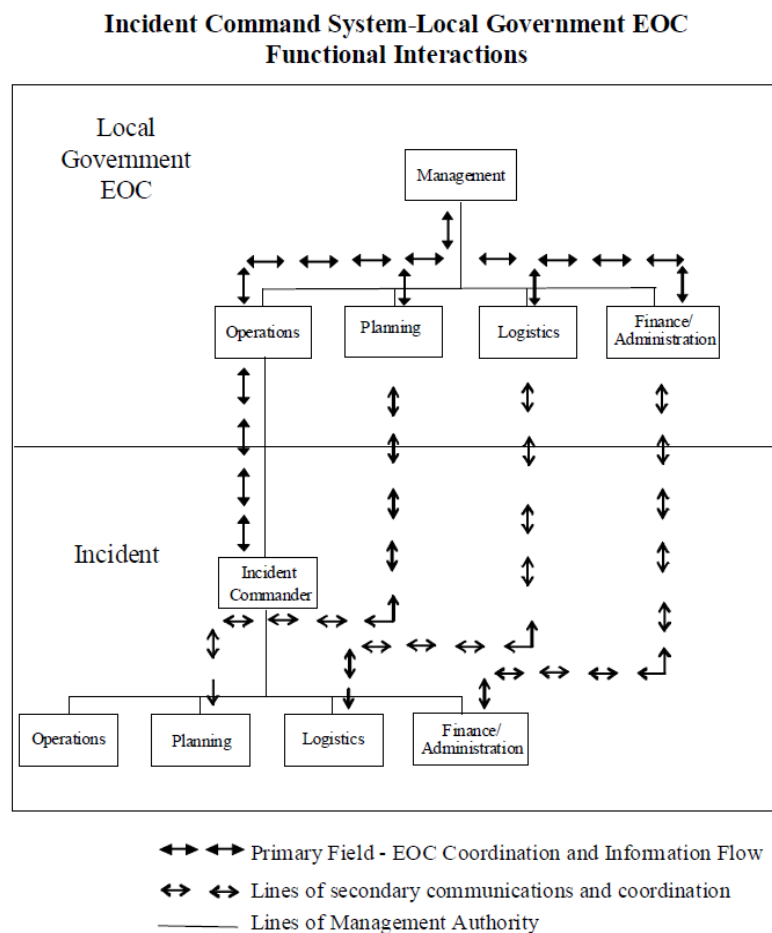 Incident Command System-Local Government EOC
Functional Interactions
Local
Government
EOC
Management
Operations
Planning
Logistics
Finance/
Administration
Incident
Incident
Commander
Operations
Planning
Logistics
Finance/
Administration
Primary Field - EOC Coordination and Information Flow
Lines of secondary communications and coordination
Lines of Management Authority